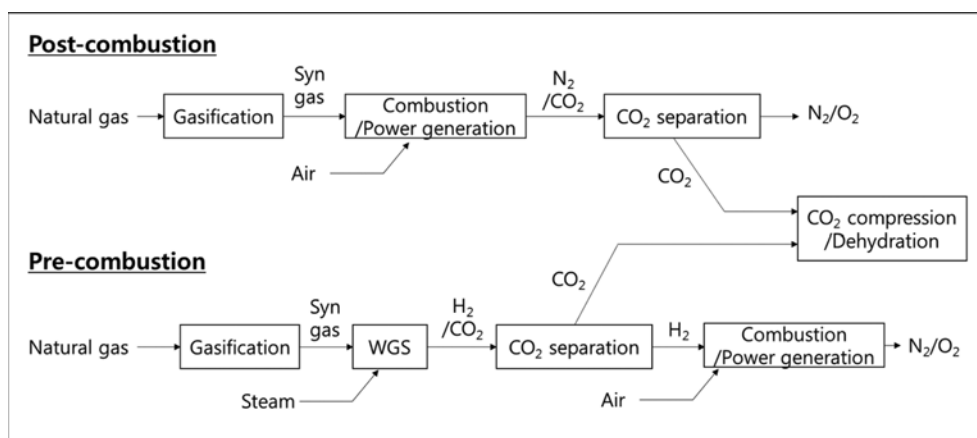 Post-combustion
Syn
gas
N₂
/CO₂
Natural gas
Gasification
Combustion
/Power generation
CO₂ separation
N₂/O₂
Air
CO₂
CO₂ compression
/Dehydration
Pre-combustion
CO₂
Syn
gas
H₂
/CO₂
H₂
Natural gas
Gasification
WGS
CO₂ separation
Combustion
/Power generation
N₂/O₂
Steam
Air